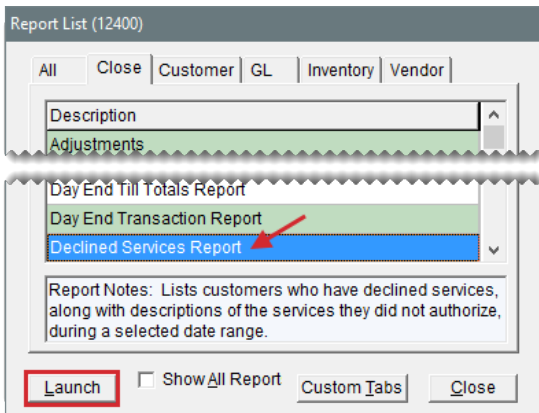 Report List (12400)
All Close Customer GL Inventory Vendor
Description
Adjustments
Day End Till Totals Report
Day End Transaction Report
Declined Services Report
Report Notes: Lists customers who have declined services,
along with descriptions of the services they did not authorize,
during a selected date range.
Launch Show All Report Custom Tabs Close